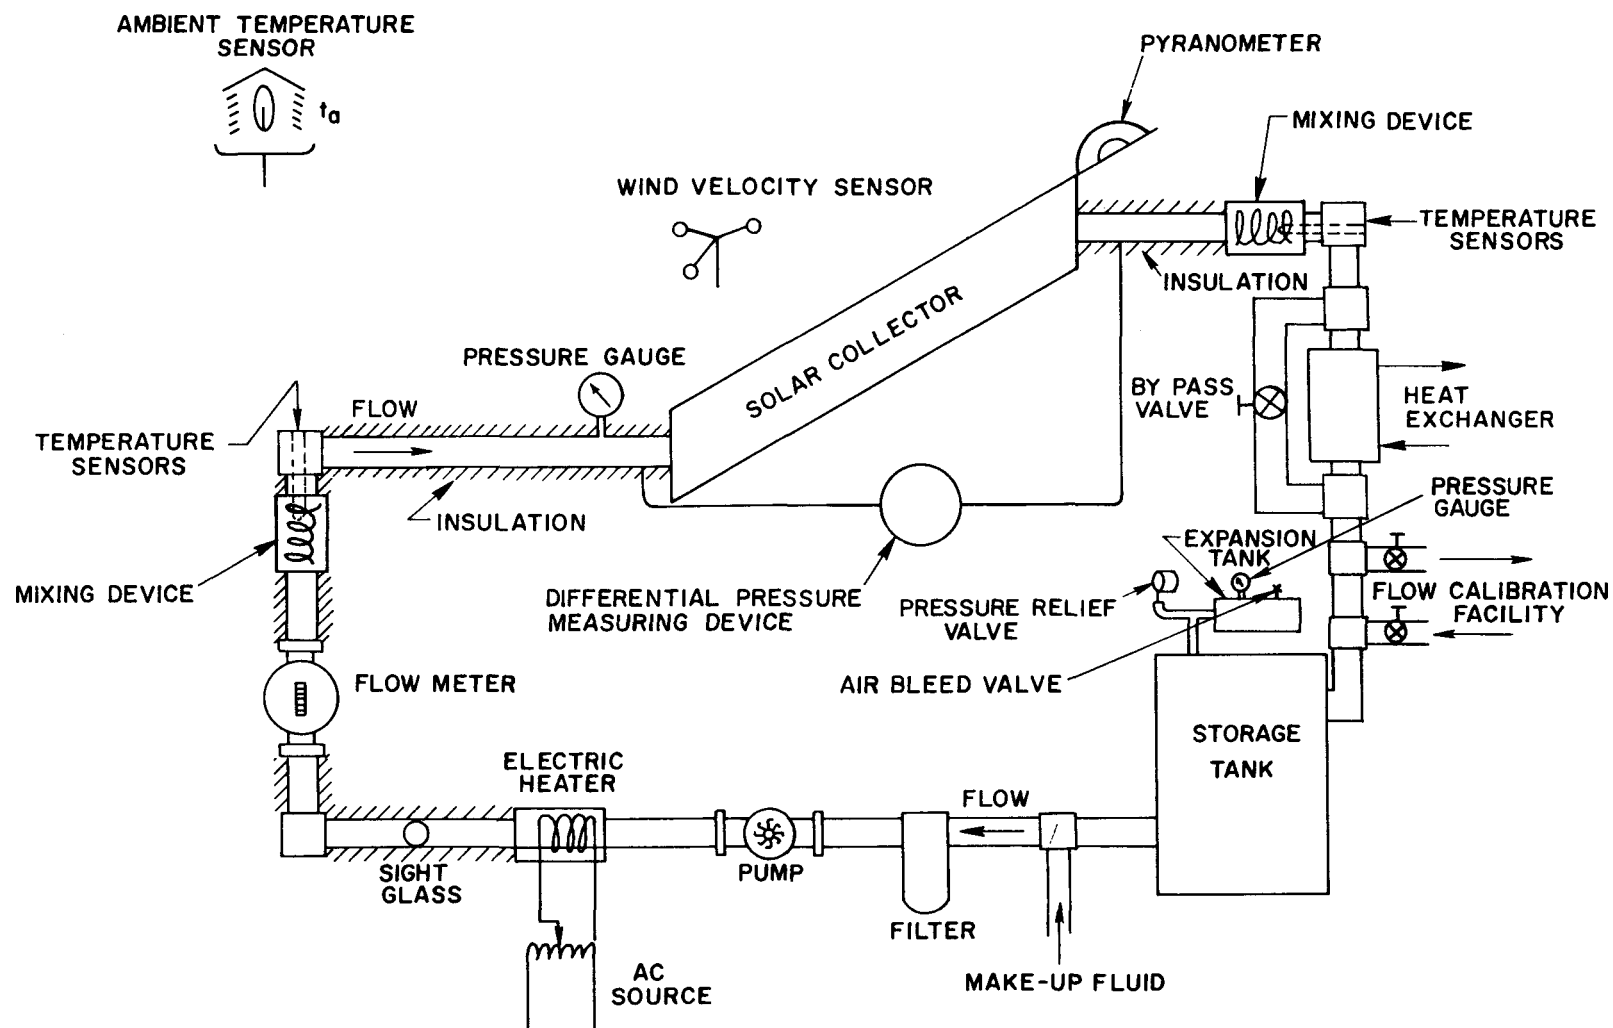 AMBIENT TEMPERATURE
SENSOR
ta
PYRANOMETER
MIXING DEVICE
WIND VELOCITY SENSOR
TEMPERATURE
SENSORS
INSULATION
SOLAR COLLECTOR
PRESSURE GAUGE
BY PASS
VALVE
HEAT
EXCHANGER
FLOW
TEMPERATURE
SENSORS
INSULATION
PRESSURE
GAUGE
EXPANSION
TANK
MIXING DEVICE
DIFFERENTIAL PRESSURE
MEASURING DEVICE
PRESSURE RELIEF
VALVE
FLOW CALIBRATION
FACILITY
AIR BLEED VALVE
FLOW METER
STORAGE
TANK
ELECTRIC
HEATER
FLOW
SIGHT
GLASS
PUMP
FILTER
AC
SOURCE
MAKE-UP FLUID